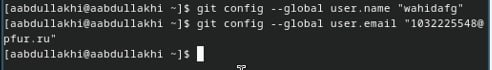 [aabdullakhi@aabdullakhi ~]$ git config --global user.name "wahidafg"
[aabdullakhi@aabdullakhi ~]$ git config --global user.email "1032225548@
pfur.ru"
[aabdullakhi@aabdullakhi ~]$